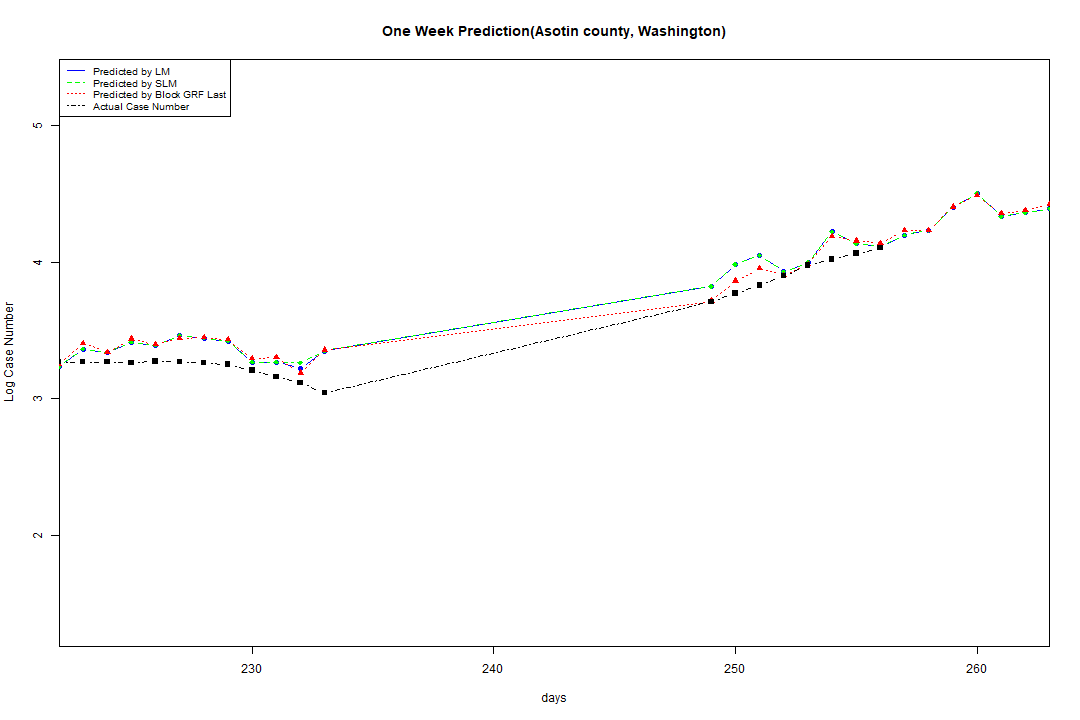 One Week Prediction(Asotin county, Washington)
Predicted by LM
Predicted by SLM
Predicted by Block GRF Last
Actual Case Number
5
4
3
2
Log Case Number
230 240 250 260
days